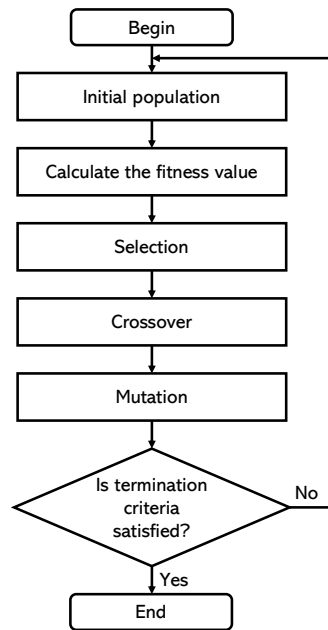 Begin
Initial population
Calculate the fitness value
Selection
Crossover
Mutation
Is termination
criteria
satisfied?
No
Yes
End